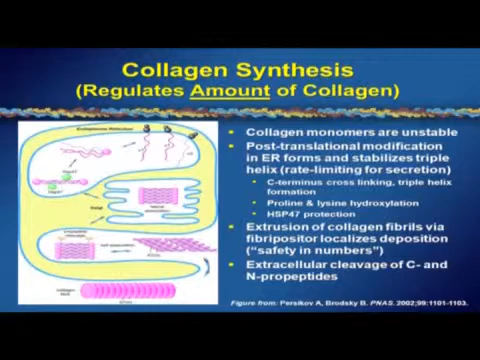 Collagen Synthesis
(Regulates Amount of Collagen)
Endoplasmic Reticulum
Hsp47
Hsp47
Golgi
Collagen
fibril
• Collagen monomers are unstable
• Post-translational modification
in ER forms and stabilizes triple
helix (rate-limiting for secretion)
• C-terminus cross linking, triple helix
formation
• Proline & lysine hydroxylation
• HSP47 protection
• Extrusion of collagen fibrils via
fibripositor localizes deposition
("safety in numbers")
• Extracellular cleavage of C- and
N-propeptides
Figure from: Persikov A, Brodsky B. PNAS. 2002;99:1101-1103.